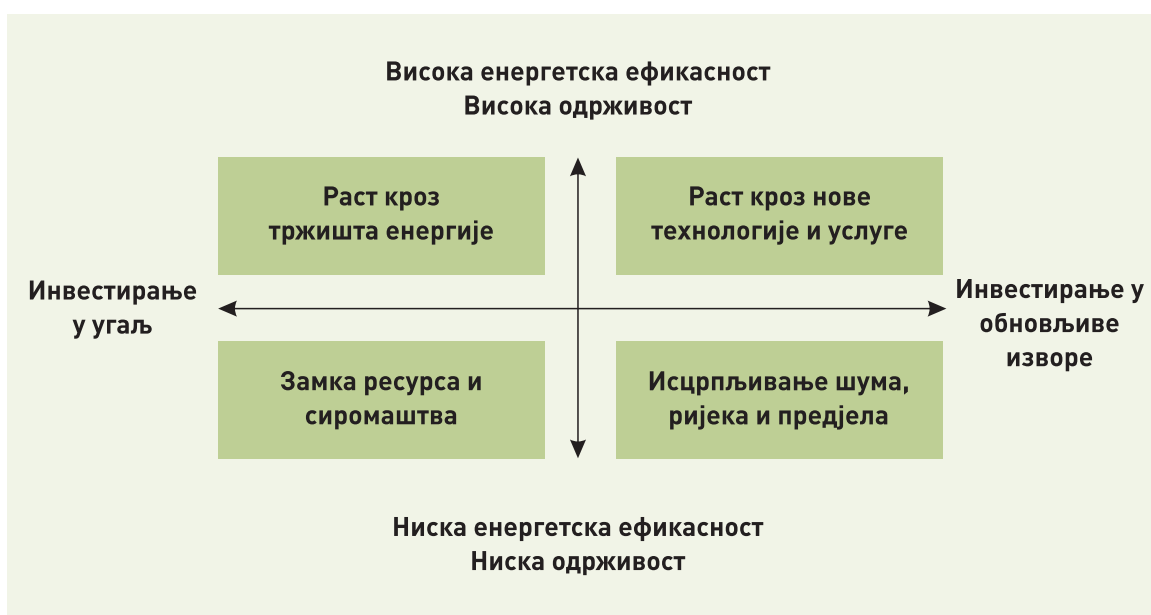 Висока енергетска ефикасност
Висока одрживост
Раст кроз
тржишта енергије
Раст кроз нове
технологије и услуге
Инвестирање
у угаљ
Инвестирање у
обновљиве
изворе
Замка ресурса и
сиромаштва
Исцрпљивање шума,
ријека и предјела
Ниска енергетска ефикасност
Ниска одрживост